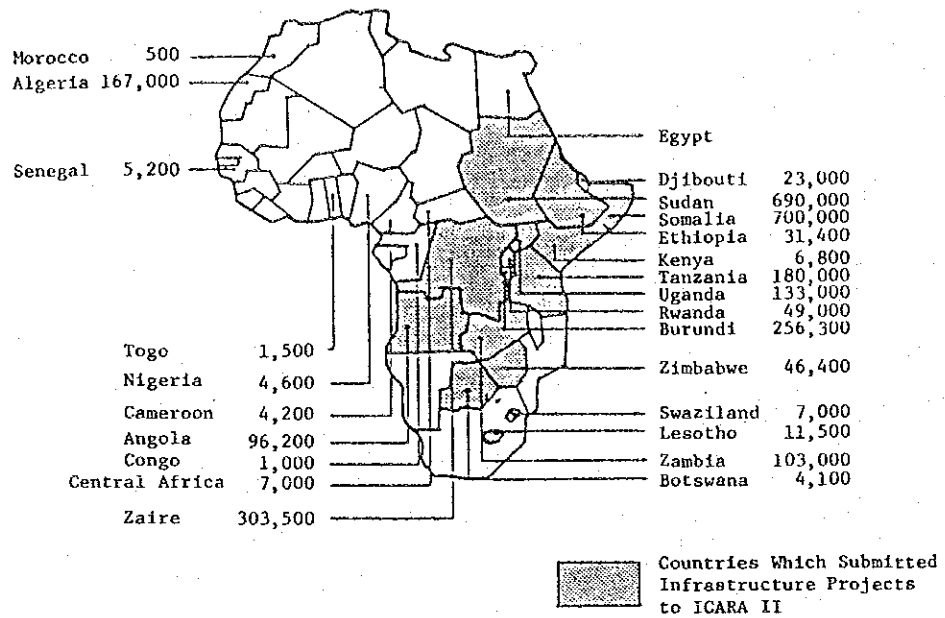 Morocco 500
Algeria 167,000
Senegal 5,200
Togo 1,500
Nigeria 4,600
Cameroon 4,200
Angola 96,200
Congo 1,000
Central Africa 7,000
Zaire 303,500
Egypt
Djibouti 23,000
Sudan 690,000
Somalia 700,000
Ethiopia 31,400
Kenya 6,800
Tanzania 180,000
Uganda 133,000
Rwanda 49,000
Burundi 256,300
Zimbabwe 46,400
Swaziland 7,000
Lesotho 11,500
Zambia 103,000
Botswana 4,100
Countries Which Submitted
Infrastructure Projects
to ICARA II